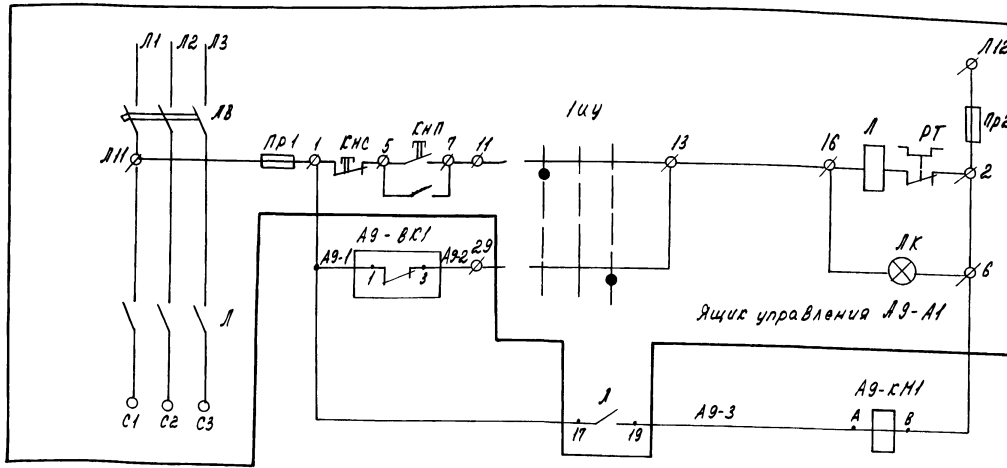 Л1 Л2 Л3
Л12
ЛВ
1ИУ
Пр2
КНС КНП
Л РТ
Л11 Пр1 1 5 7 11 13 16 2
А9-ВК1
А9-1 1 3 А9-2 29
ЛК
6
Л
Ящик управления А9-А1
А9-КМ1
С1 С2 С3
Л
17 19 А9-3 А В